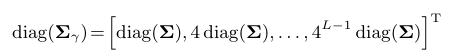 diag(𝚺_γ) = [diag(𝚺), 4 diag(𝚺), …, 4^{L−1} diag(𝚺)]^T